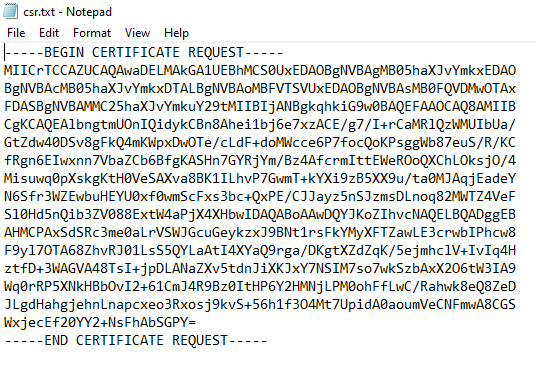 csr.txt - Notepad
File Edit Format View Help
-----BEGIN CERTIFICATE REQUEST-----
MIICrTCCAZUCAQAwaDELMAkGA1UEBhMCS0UxEDAOBgNVBAgMB05haXJvYmkxEDAO
BgNVBAcMB05haXJvYmkxDTALBgNVBAoMBFVTSVUxEDAOBgNVBAsMB0FQVDMwOTAx
FDASBgNVBAMMC25haXJvYmkuY29tMIIBIjANBgkqhkiG9w0BAQEFAAOCAQ8AMIIB
CgKCAQEAlbngtmUOnIQidykCBn8Ahei1bj6e7xzACE/g7/I+rCaMRlQzWMUIbUa/
GtZdw40DSv8gFkQ4mKWpxDwOTe/cLdF+doMWcce6P7focQoKPsggWb87euS/R/KC
fRgn6EIwxnn7VbaZCb6BfgKASHn7GYRjYm/Bz4AfcrmIttEWeROoQXChLOksjO/4
Misuwq0pXskgKtH0VeSAXva8BK1ILhvP7GwmT+kYXi9zB5XX9u/ta0MJAqjEadeY
N6Sfr3WZEwbuHEYU0xf0wmScFxs3bc+QxPE/CJJayz5nSJzmsDLnoq82MWTZ4VeF
Sl0Hd5nQib3ZV088ExtW4aPjX4XHbwIDAQABoAAwDQYJKoZIhvcNAQELBQADggEB
AHMCPAxSdSRc3me0aLrVSWJGcuGeykzxJ9BNt1rsFkYMyXFTZawLE3crwbIPhcw8
F9yl7OTA68ZhvRJ01LsS5QYLaAtI4XYaQ9rga/DKgtXZdZqK/5ejmhclV+IvIq4H
ztfD+3WAGVA48TsI+jpDLANaZXv5tdnJiXKJxY7NSIM7so7wkSzbAxX2O6tW3IA9
Wq0rRP5XNkHBbOvI2+61CmJ4R9Bz0ItHP6Y2HMNjLPM0ohFfLwC/Rahwk8eQ8ZeD
JLgdHahgjehnLnapcxeo3Rxosj9kvS+56h1f3O4Mt7UpidA0aoumVeCNFmwA8CGS
WxjecEf20YY2+NsFhAbSGPY=
-----END CERTIFICATE REQUEST-----